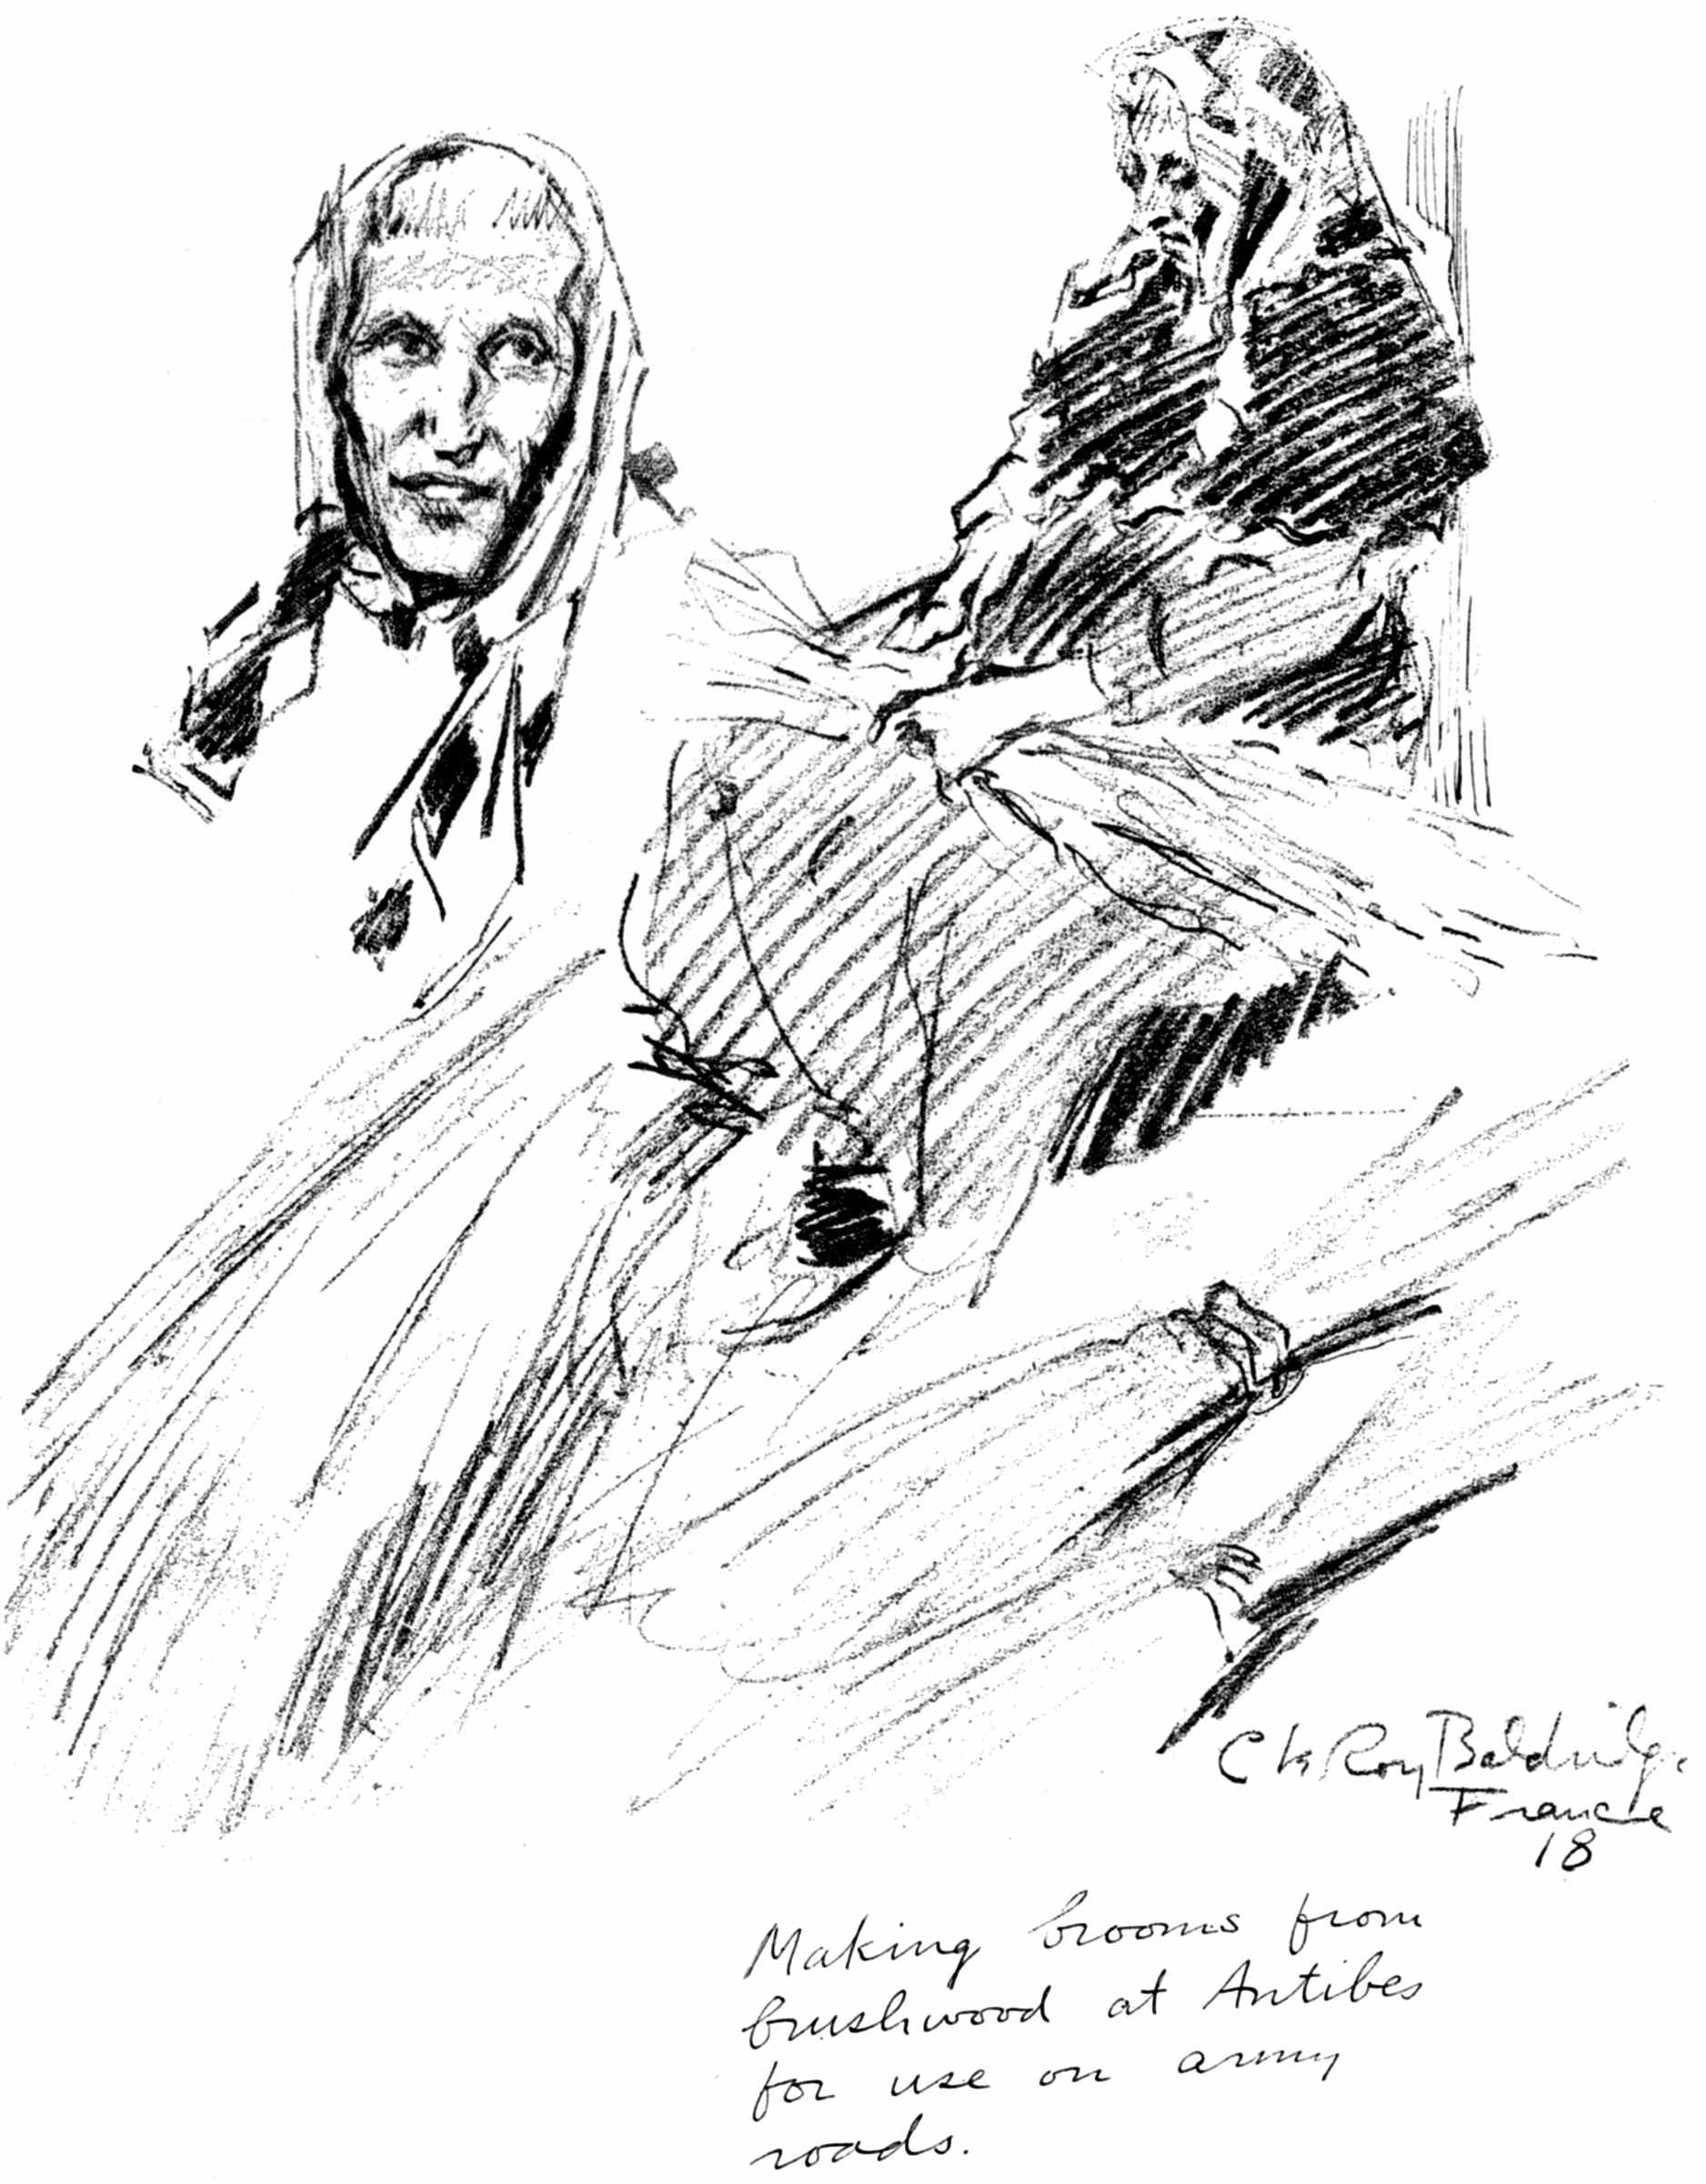 C LeRoy Baldridge
France
18
Making brooms from
brushwood at Antibes
for use on army
roads.